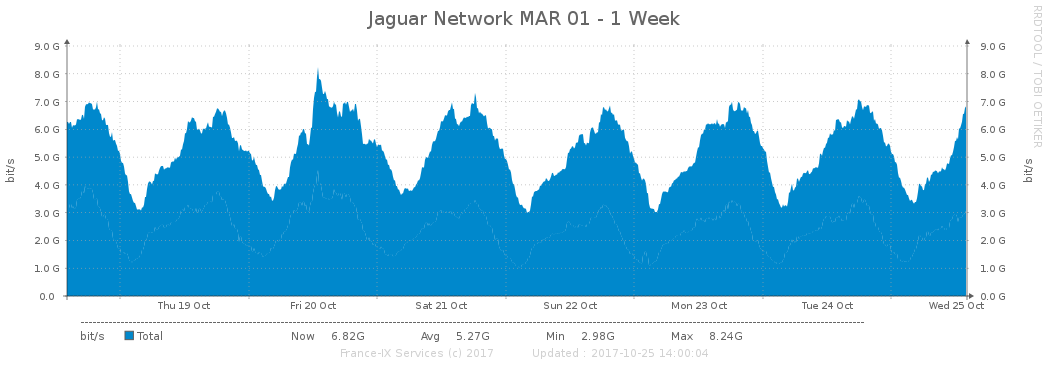 Jaguar Network MAR 01 - 1 Week
RRDTOOL / TOBI OETIKER
9.0 G 9.0 G
8.0 G 8.0 G
7.0 G 7.0 G
6.0 G 6.0 G
5.0 G 5.0 G
4.0 G 4.0 G
3.0 G 3.0 G
2.0 G 2.0 G
1.0 G 1.0 G
0.0 0.0 G
bit/s
bit/s
Thu 19 Oct Fri 20 Oct Sat 21 Oct Sun 22 Oct Mon 23 Oct Tue 24 Oct Wed 25 Oct
bit/s Total Now 6.82G Avg 5.27G Min 2.98G Max 8.24G
France-IX Services (c) 2017 Updated : 2017-10-25 14:00:04